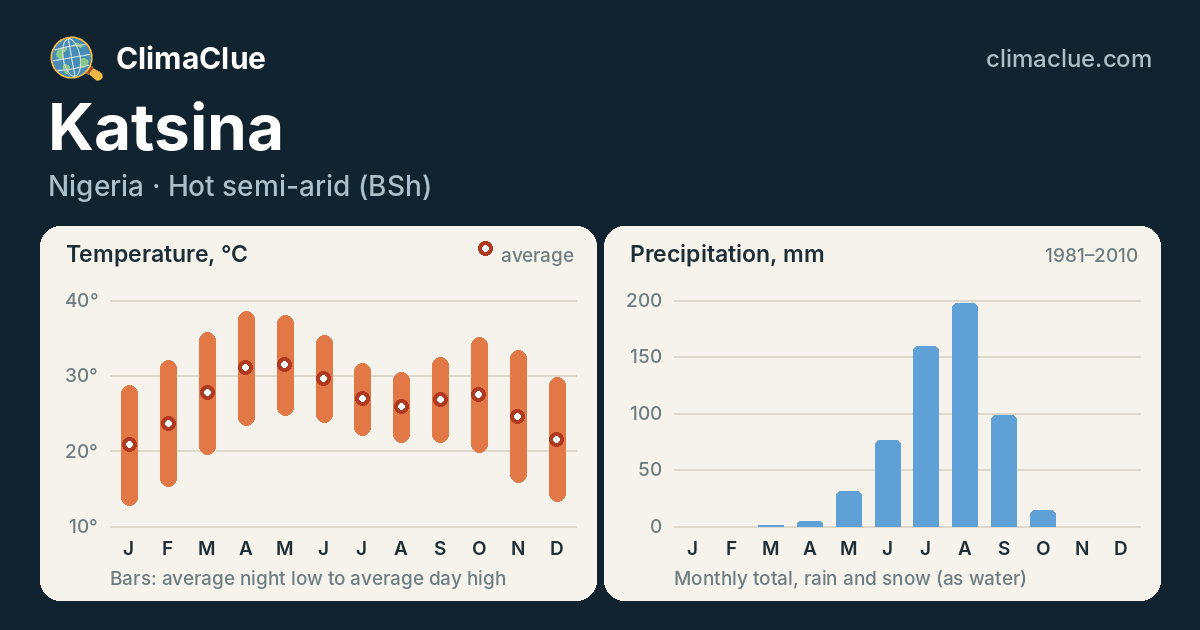 ClimaClue
climaclue.com
Katsina
Nigeria · Hot semi-arid (BSh)
Temperature, °C
average
40°
30°
20°
10°
J F M A M J J A S O N D
Bars: average night low to average day high
Precipitation, mm
1981–2010
200
150
100
50
0
J F M A M J J A S O N D
Monthly total, rain and snow (as water)